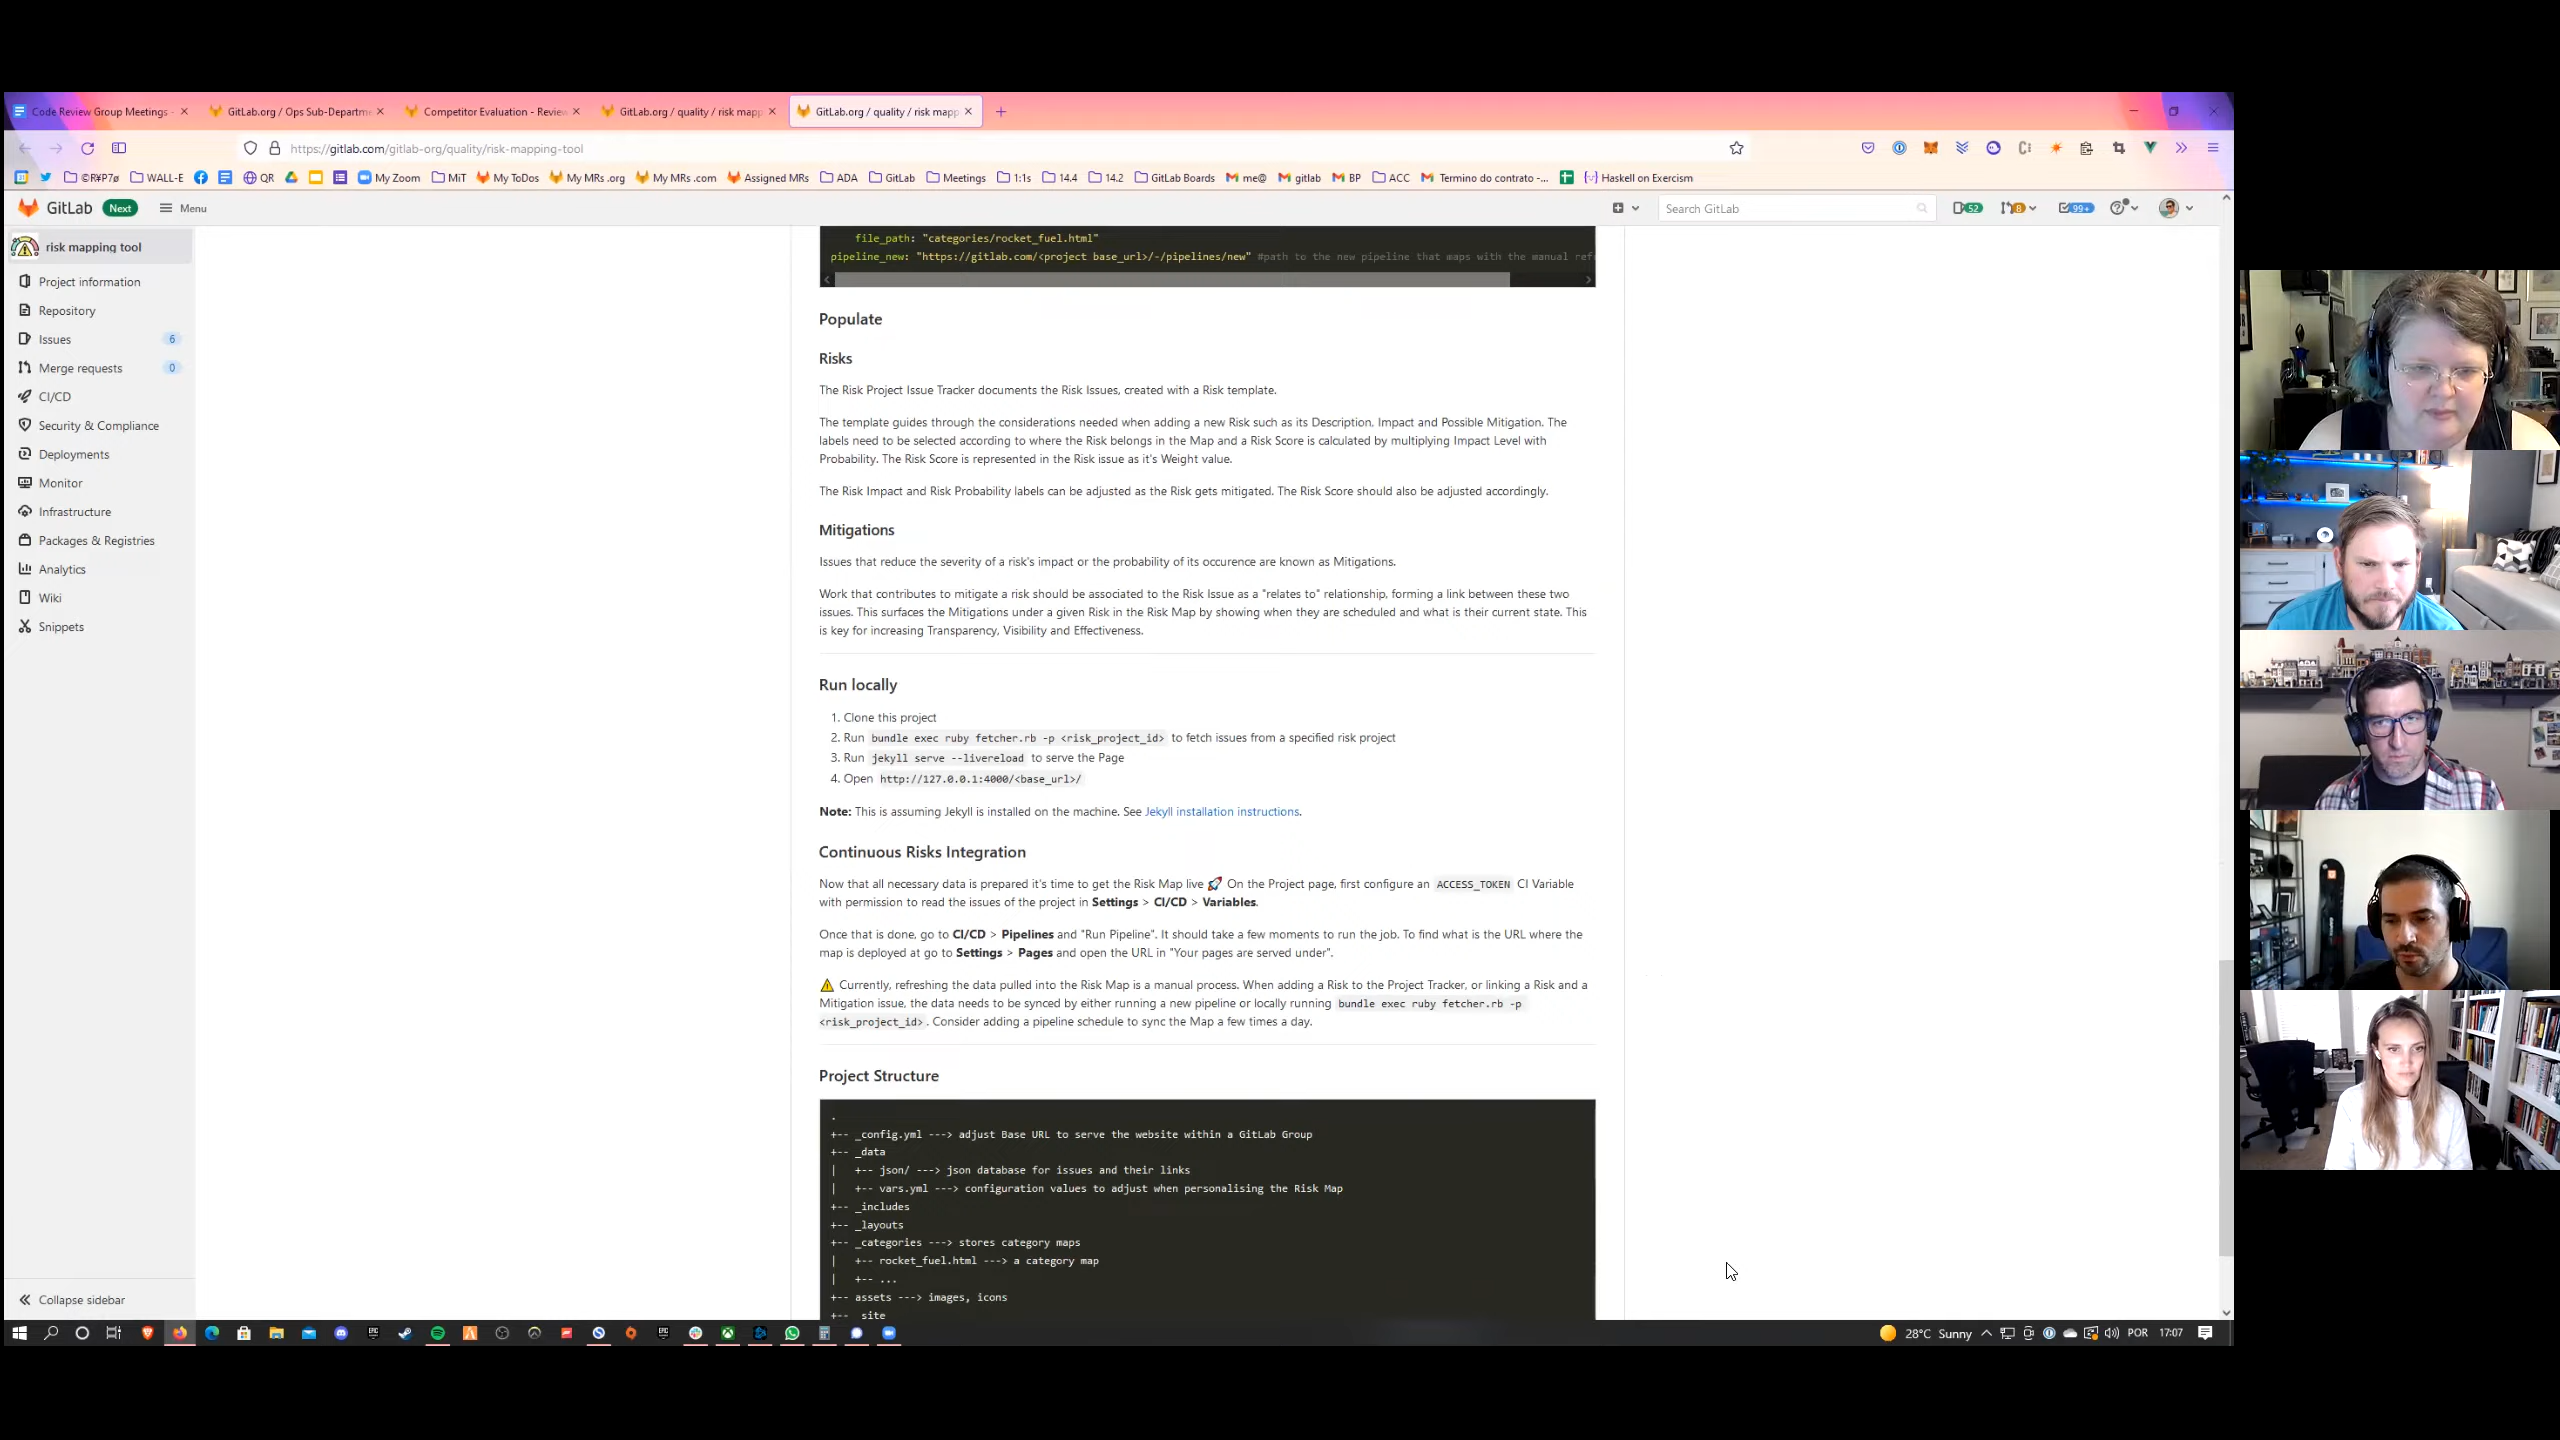 Code Review Group Meetings -
GitLab.org / Ops Sub-Departm
Competitor Evaluation - Review
GitLab.org / quality / risk mapp
GitLab.org / quality / risk mapp
https://gitlab.com/gitlab-org/quality/risk-mapping-tool
©R¥P7ø WALL-E QR My Zoom MiT My ToDos My MRs .org My MRs .com Assigned MRs ADA GitLab Meetings 1:1s 14.4 14.2 GitLab Boards me@ gitlab BP ACC Termino do contrato -... Haskell on Exercism
GitLab Next Menu Search GitLab 52 8 99+
risk mapping tool
Project information
Repository
Issues 6
Merge requests 0
CI/CD
Security & Compliance
Deployments
Monitor
Infrastructure
Packages & Registries
Analytics
Wiki
Snippets
Collapse sidebar
file_path: "categories/rocket_fuel.html"
pipeline_new: "https://gitlab.com/<project base_url>/-/pipelines/new" #path to the new pipeline that maps with the manual refr
Populate
Risks
The Risk Project Issue Tracker documents the Risk Issues, created with a Risk template.
The template guides through the considerations needed when adding a new Risk such as its Description, Impact and Possible Mitigation. The
labels need to be selected according to where the Risk belongs in the Map and a Risk Score is calculated by multiplying Impact Level with
Probability. The Risk Score is represented in the Risk issue as it's Weight value.
The Risk Impact and Risk Probability labels can be adjusted as the Risk gets mitigated. The Risk Score should also be adjusted accordingly.
Mitigations
Issues that reduce the severity of a risk's impact or the probability of its occurence are known as Mitigations.
Work that contributes to mitigate a risk should be associated to the Risk Issue as a "relates to" relationship, forming a link between these two
issues. This surfaces the Mitigations under a given Risk in the Risk Map by showing when they are scheduled and what is their current state. This
is key for increasing Transparency, Visibility and Effectiveness.
Run locally
1. Clone this project
2. Run bundle exec ruby fetcher.rb -p <risk_project_id> to fetch issues from a specified risk project
3. Run jekyll serve --livereload to serve the Page
4. Open http://127.0.0.1:4000/<base_url>/
Note: This is assuming Jekyll is installed on the machine. See Jekyll installation instructions.
Continuous Risks Integration
Now that all necessary data is prepared it's time to get the Risk Map live 🚀 On the Project page, first configure an ACCESS_TOKEN CI Variable
with permission to read the issues of the project in Settings > CI/CD > Variables.
Once that is done, go to CI/CD > Pipelines and "Run Pipeline". It should take a few moments to run the job. To find what is the URL where the
map is deployed at go to Settings > Pages and open the URL in "Your pages are served under".
⚠ Currently, refreshing the data pulled into the Risk Map is a manual process. When adding a Risk to the Project Tracker, or linking a Risk and a
Mitigation issue, the data needs to be synced by either running a new pipeline or locally running bundle exec ruby fetcher.rb -p
<risk_project_id> . Consider adding a pipeline schedule to sync the Map a few times a day.
Project Structure
.
+-- _config.yml ---> adjust Base URL to serve the website within a GitLab Group
+-- _data
| +-- json/ ---> json database for issues and their links
| +-- vars.yml ---> configuration values to adjust when personalising the Risk Map
+-- _includes
+-- _layouts
+-- _categories ---> stores category maps
| +-- rocket_fuel.html ---> a category map
| +-- ...
+-- assets ---> images, icons
+-- _site
28°C Sunny POR 17:07